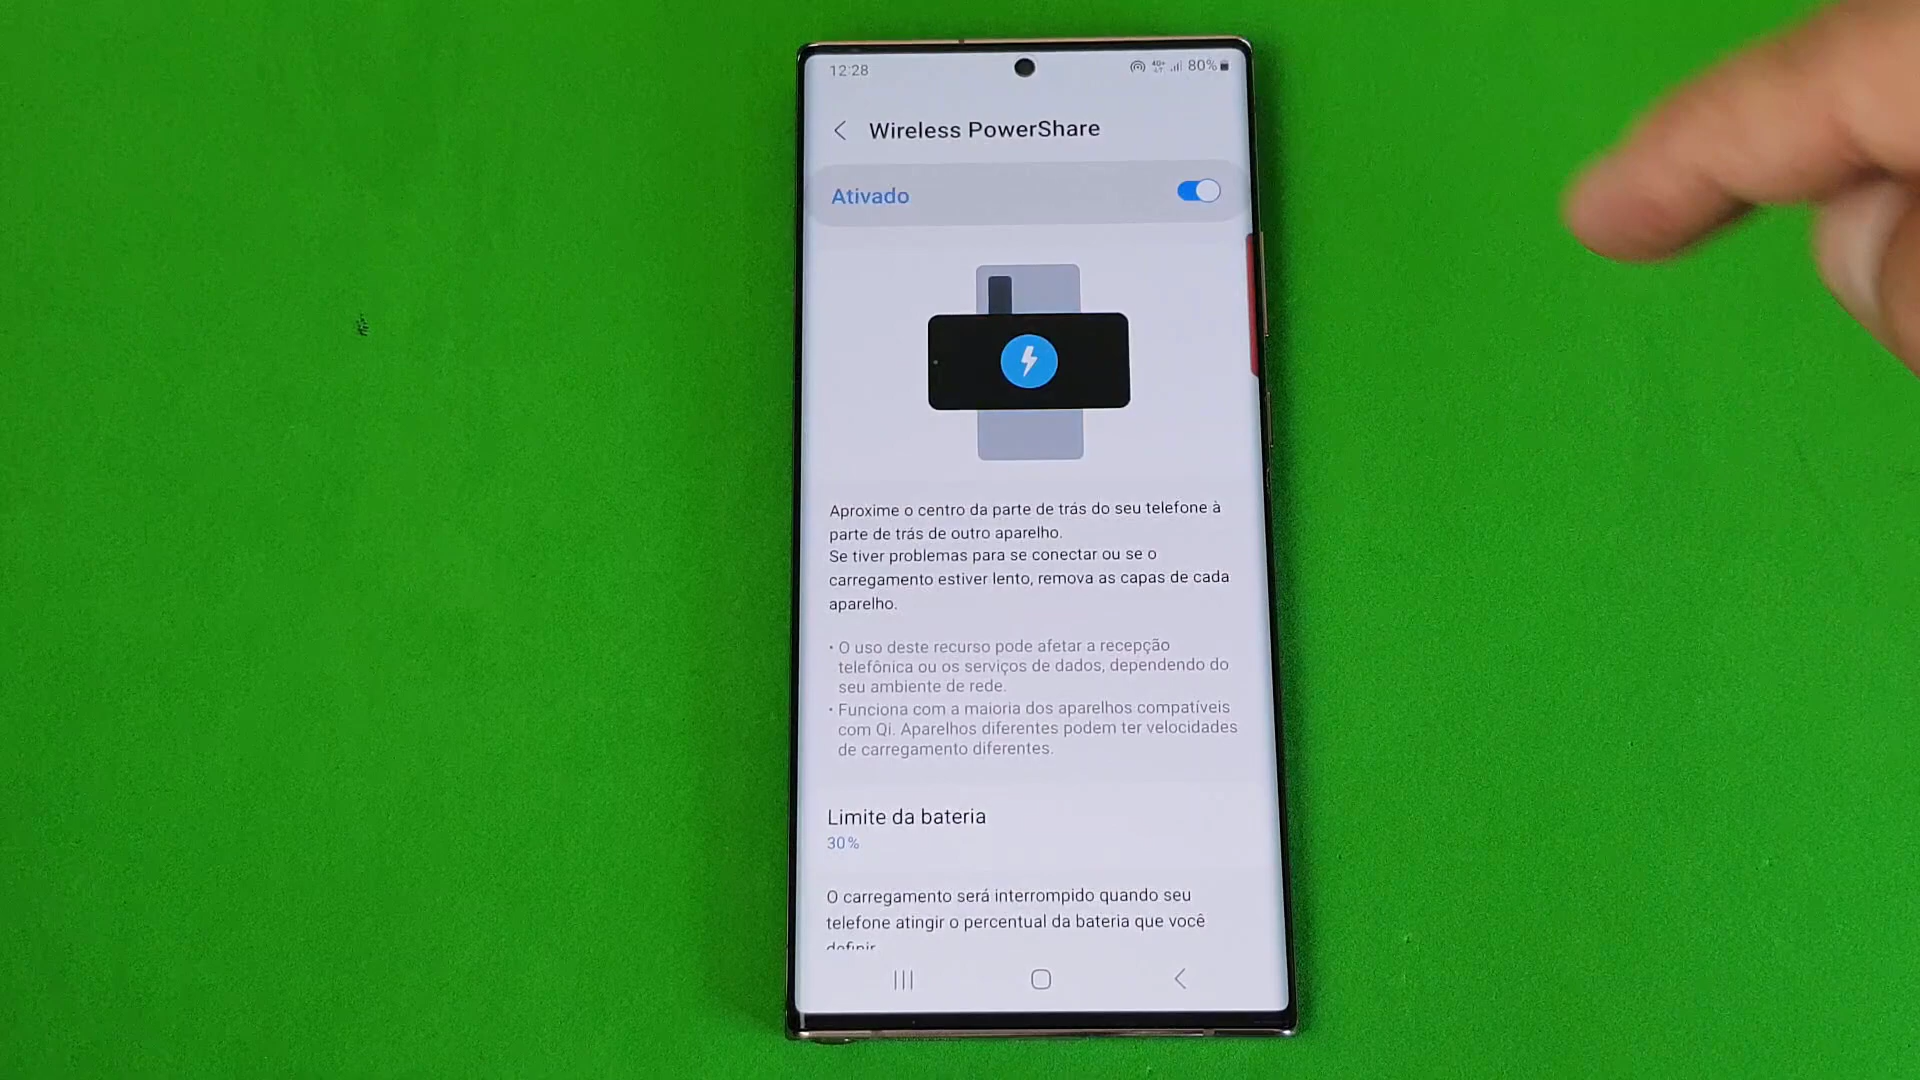 12:28
80%
Wireless PowerShare
Ativado
Aproxime o centro da parte de trás do seu telefone à
parte de trás de outro aparelho.
Se tiver problemas para se conectar ou se o
carregamento estiver lento, remova as capas de cada
aparelho.
• O uso deste recurso pode afetar a recepção
telefônica ou os serviços de dados, dependendo do
seu ambiente de rede.
• Funciona com a maioria dos aparelhos compatíveis
com Qi. Aparelhos diferentes podem ter velocidades
de carregamento diferentes.
Limite da bateria
30%
O carregamento será interrompido quando seu
telefone atingir o percentual da bateria que você
definir